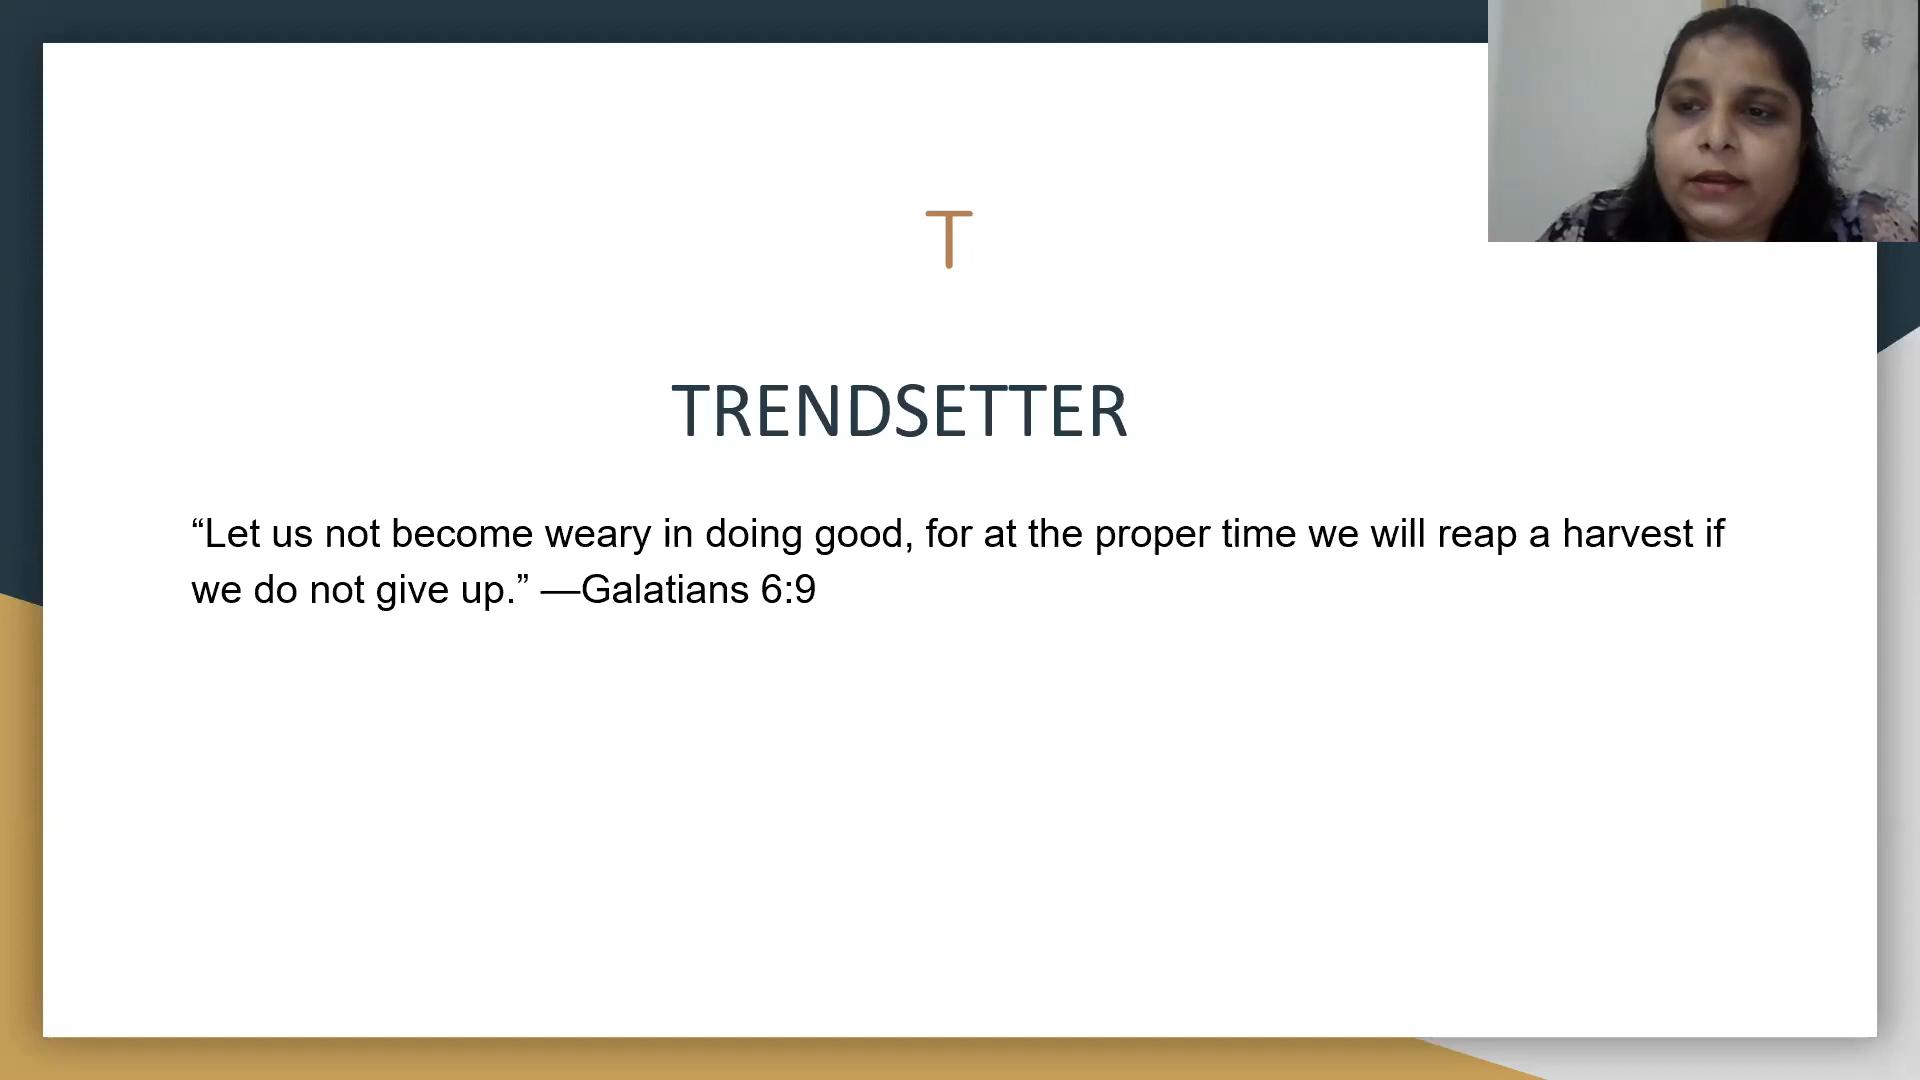 T
TRENDSETTER
“Let us not become weary in doing good, for at the proper time we will reap a harvest if
we do not give up.” —Galatians 6:9